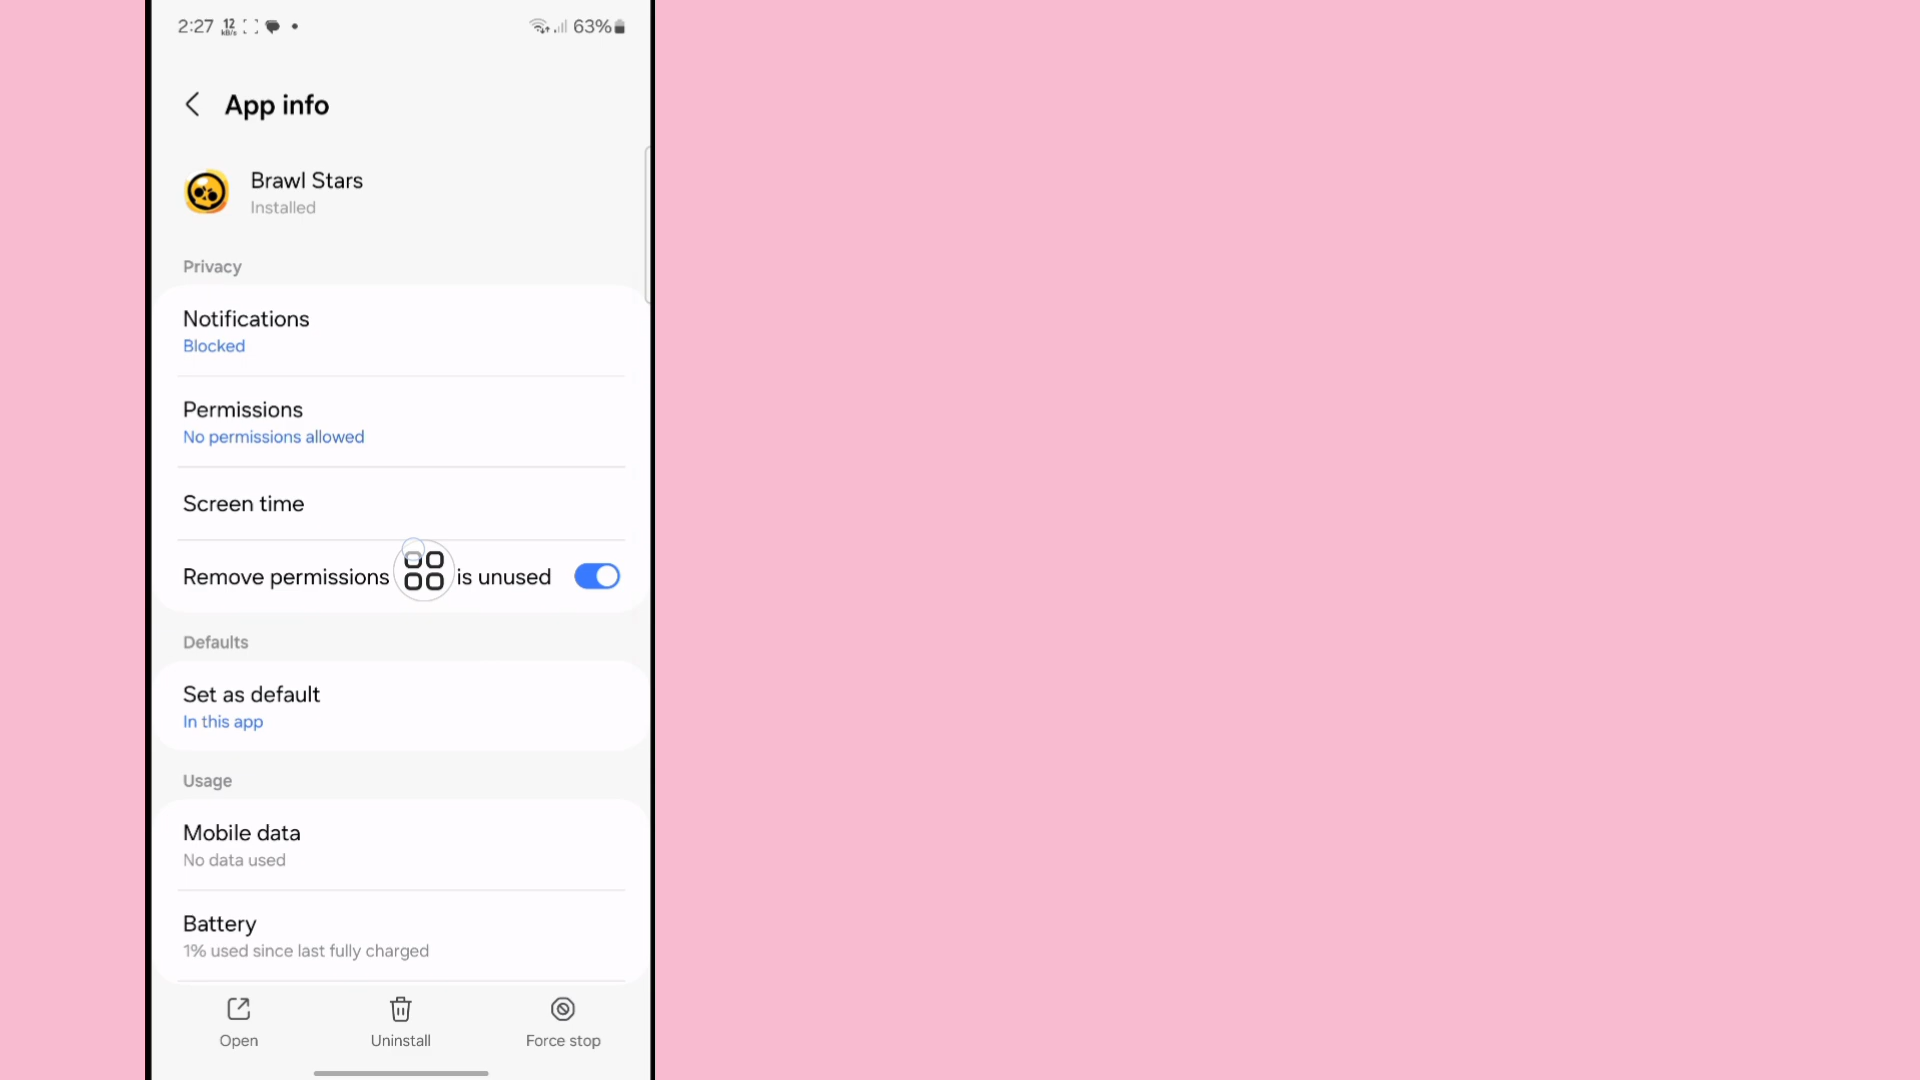 2:27 12 kB/s 63%
App info
Brawl Stars
Installed
Privacy
Notifications
Blocked
Permissions
No permissions allowed
Screen time
Remove permissions is unused
Defaults
Set as default
In this app
Usage
Mobile data
No data used
Battery
1% used since last fully charged
Open Uninstall Force stop